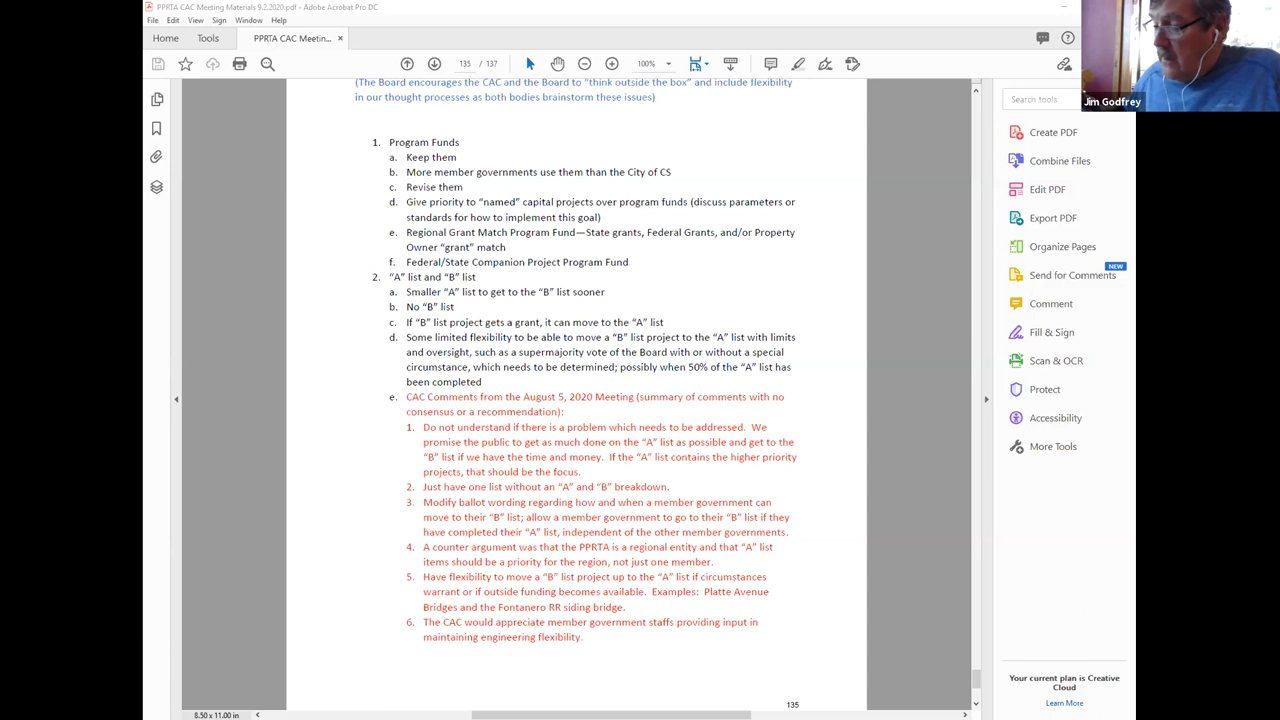 PPRTA CAC Meeting Materials 9.2.2020.pdf - Adobe Acrobat Pro DC
File Edit View Sign Window Help
Home Tools PPRTA CAC Meetin... ×
135 / 137 100%
Jim Godfrey
(The Board encourages the CAC and the Board to “think outside the box” and include flexibility
in our thought processes as both bodies brainstorm these issues)
1. Program Funds
a. Keep them
b. More member governments use them than the City of CS
c. Revise them
d. Give priority to “named” capital projects over program funds (discuss parameters or
standards for how to implement this goal)
e. Regional Grant Match Program Fund—State grants, Federal Grants, and/or Property
Owner “grant” match
f. Federal/State Companion Project Program Fund
2. “A” list and “B” list
a. Smaller “A” list to get to the “B” list sooner
b. No “B” list
c. If “B” list project gets a grant, it can move to the “A” list
d. Some limited flexibility to be able to move a “B” list project to the “A” list with limits
and oversight, such as a supermajority vote of the Board with or without a special
circumstance, which needs to be determined; possibly when 50% of the “A” list has
been completed
e. CAC Comments from the August 5, 2020 Meeting (summary of comments with no
consensus or a recommendation):
1. Do not understand if there is a problem which needs to be addressed. We
promise the public to get as much done on the “A” list as possible and get to the
“B” list if we have the time and money. If the “A” list contains the higher priority
projects, that should be the focus.
2. Just have one list without an “A” and “B” breakdown.
3. Modify ballot wording regarding how and when a member government can
move to their “B” list; allow a member government to go to their “B” list if they
have completed their “A” list, independent of the other member governments.
4. A counter argument was that the PPRTA is a regional entity and that “A” list
items should be a priority for the region, not just one member.
5. Have flexibility to move a “B” list project up to the “A” list if circumstances
warrant or if outside funding becomes available. Examples: Platte Avenue
Bridges and the Fontanero RR siding bridge.
6. The CAC would appreciate member government staffs providing input in
maintaining engineering flexibility.
135
8.50 x 11.00 in
Search tools
Create PDF
Combine Files
Edit PDF
Export PDF
Organize Pages
NEW
Send for Comments
Comment
Fill & Sign
Scan & OCR
Protect
Accessibility
More Tools
Your current plan is Creative
Cloud
Learn More